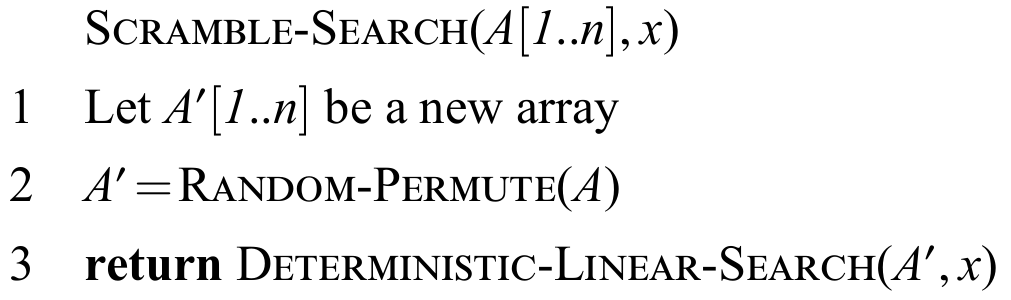 SCRAMBLE-SEARCH(A[1..n], x)
1 Let A′[1..n] be a new array
2 A′ = RANDOM-PERMUTE(A)
3 return DETERMINISTIC-LINEAR-SEARCH(A′, x)